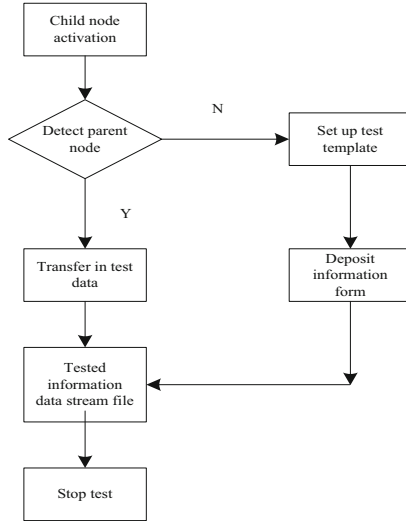 Child node
activation
Detect parent
node
N
Set up test
template
Y
Transfer in test
data
Deposit
information
form
Tested
information
data stream file
Stop test